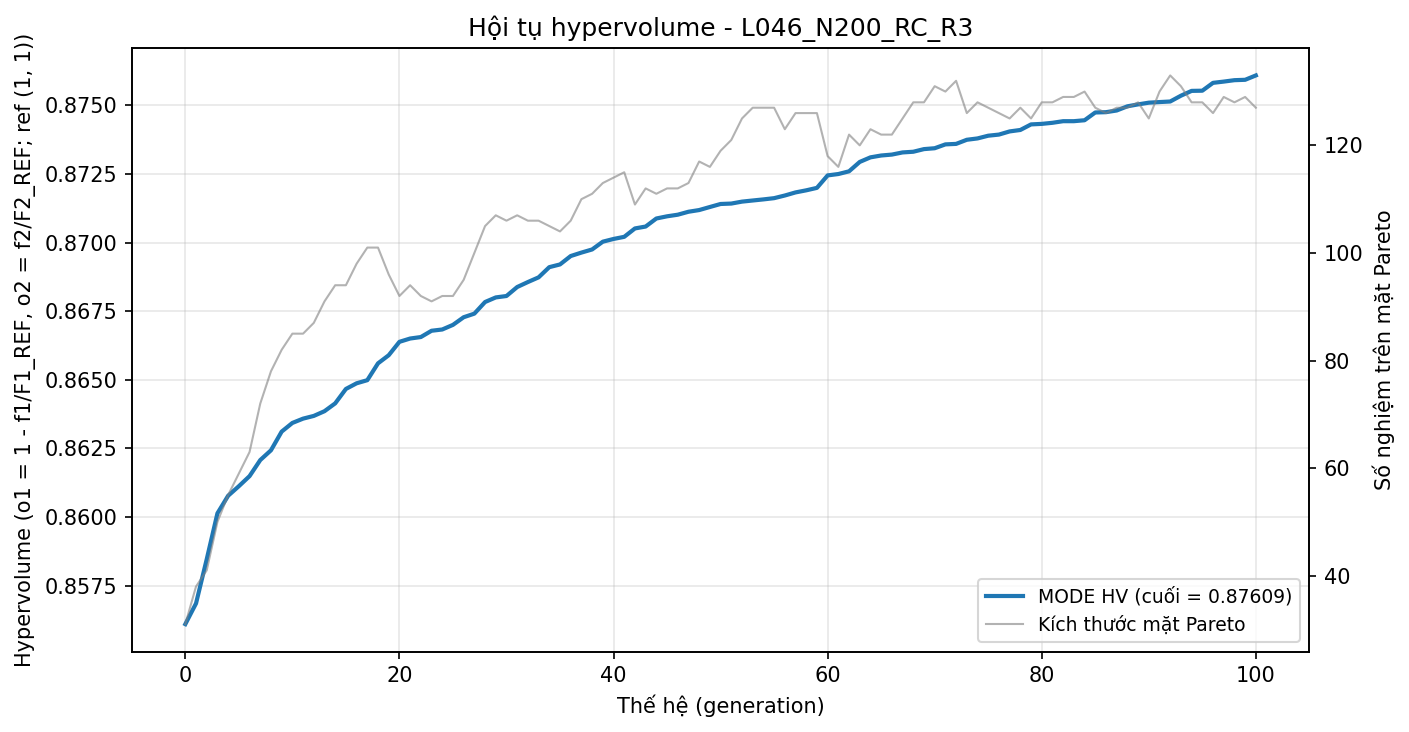 Hội tụ hypervolume - L046_N200_RC_R3
Hypervolume (o1 = 1 - f1/F1_REF, o2 = f2/F2_REF; ref (1, 1))
0.8750
0.8725
0.8700
0.8675
0.8650
0.8625
0.8600
0.8575
120
100
80
60
40
Số nghiệm trên mặt Pareto
MODE HV (cuối = 0.87609)
Kích thước mặt Pareto
0 20 40 60 80 100
Thế hệ (generation)